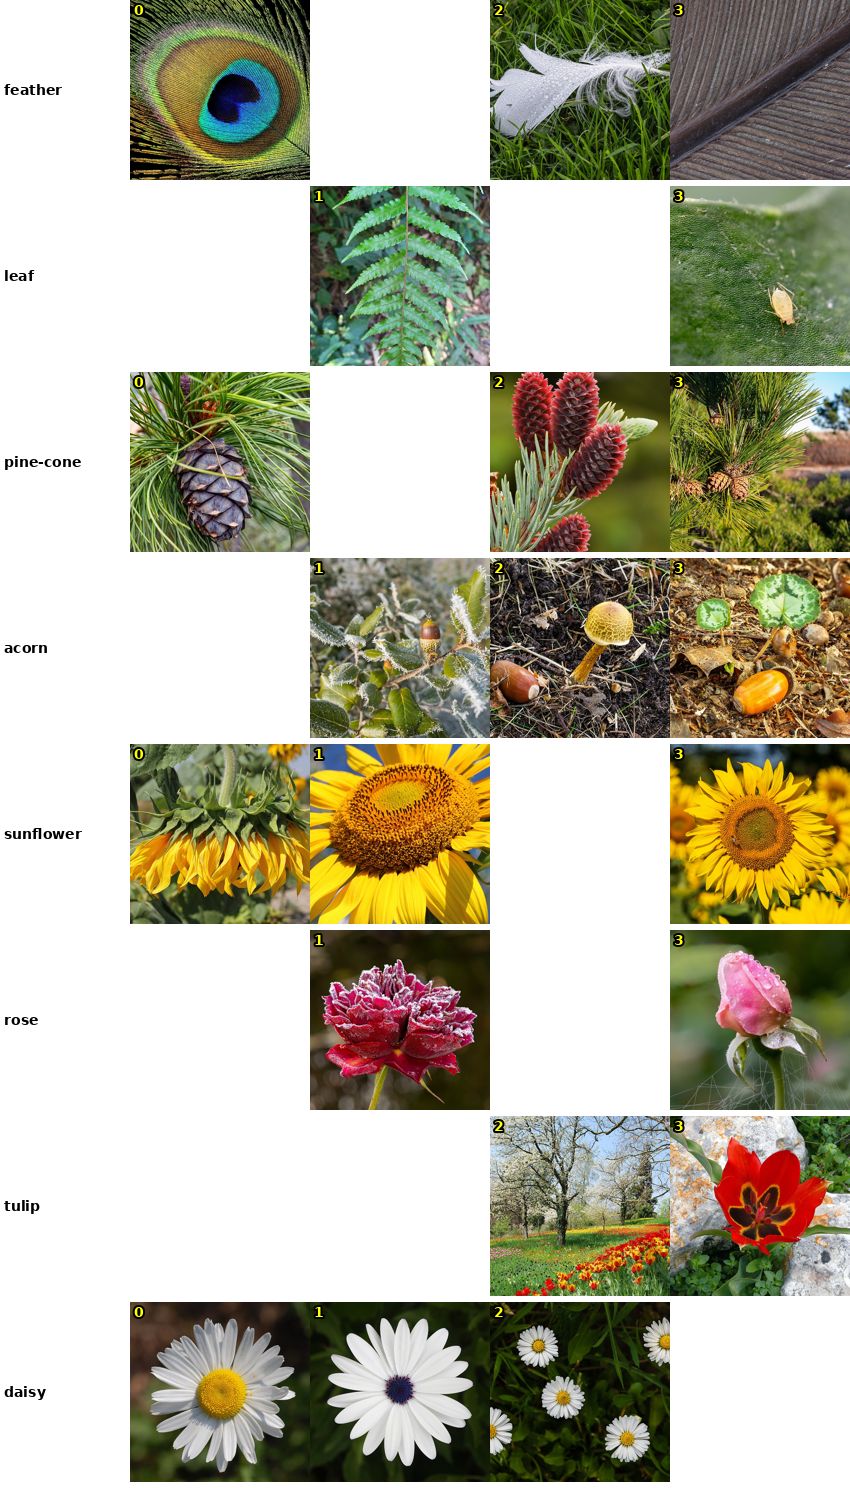 feather 0 2 3
leaf 1 3
pine-cone 0 2 3
acorn 1 2 3
sunflower 0 1 3
rose 1 3
tulip 2 3
daisy 0 1 2